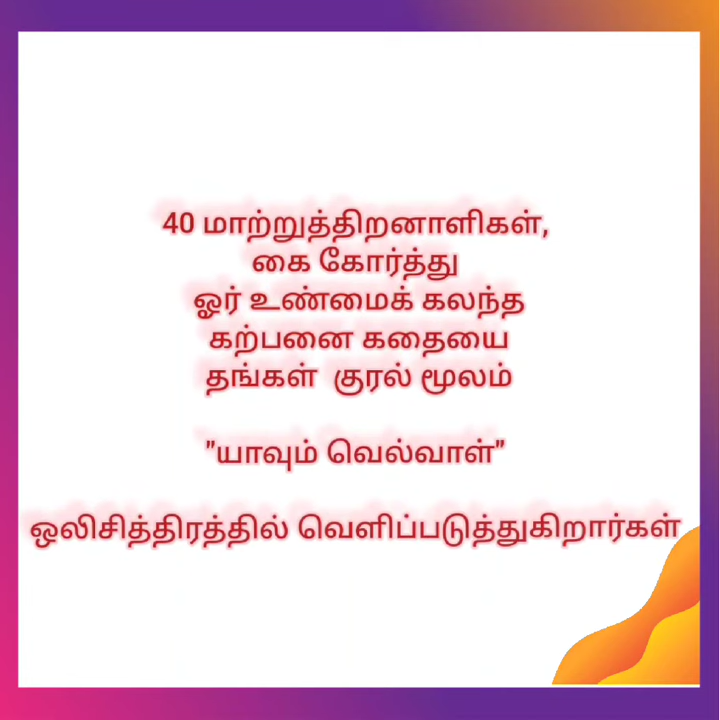 40 மாற்றுத்திறனாளிகள்,
கை கோர்த்து
ஓர் உண்மைக் கலந்த
கற்பனை கதையை
தங்கள் குரல் மூலம்
"யாவும் வெல்வாள்"
ஒலிசித்திரத்தில் வெளிப்படுத்துகிறார்கள்